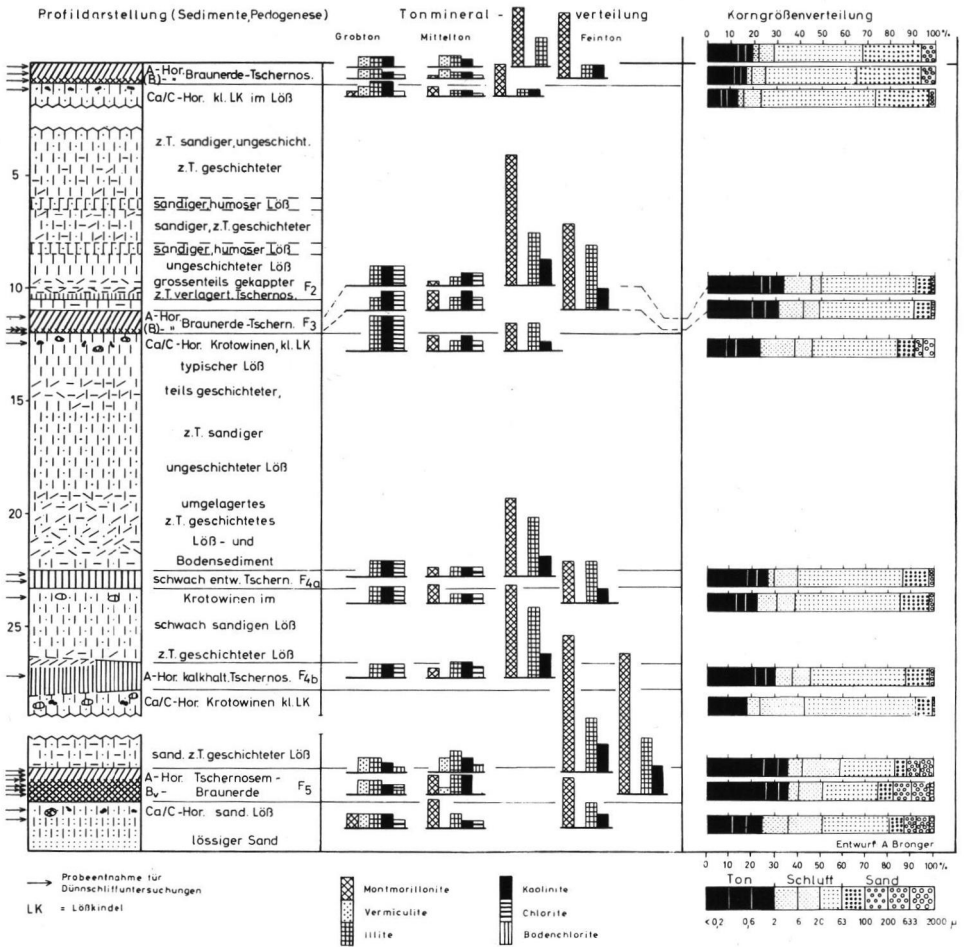 Profildarstellung (Sedimente, Pedogenese)
Tonmineral - verteilung
Korngrößenverteilung
Grobton Mittelton Feinton
0 10 20 30 40 50 60 70 80 90 100%
A-Hor. Braunerde-Tschernos.
(B)- "
Ca/C-Hor. kl. LK im Löß
z.T. sandiger, ungeschicht.
5
z.T. geschichteter
sandiger, humoser Löß
sandiger, z.T. geschichteter
sandiger, humoser Löß
ungeschichteter Löß
10
grossenteils gekappter F2
z.T. verlagert. Tschernos.
A-Hor. Braunerde-Tschern. F3
(B)- "
Ca/C-Hor. Krotowinen, kl. LK
typischer Löß
teils geschichteter,
15
z.T. sandiger
ungeschichteter Löß
umgelagertes
20
z.T. geschichtetes
Löß- und
Bodensediment
schwach entw. Tschern. F4a
Krotowinen im
25
schwach sandigen Löß
z.T. geschichteter Löß
A-Hor. kalkhalt. Tschernos. F4b
Ca/C-Hor. Krotowinen kl. LK
sand. z.T. geschichteter Löß
A-Hor. Tschernosem-
Bv- Braunerde F5
Ca/C-Hor. sand. Löß
lössiger Sand
Entwurf A Bronger
0 10 20 30 40 50 60 70 80 90 100%
Probeentnahme für
Dünnschliffuntersuchungen
LK = Lößkindel
Montmorillonite
Vermiculite
Illite
Kaolinite
Chlorite
Bodenchlorite
Ton Schluff Sand
<0,2 0,6 2 6 20 63 100 200 633 2000 µ